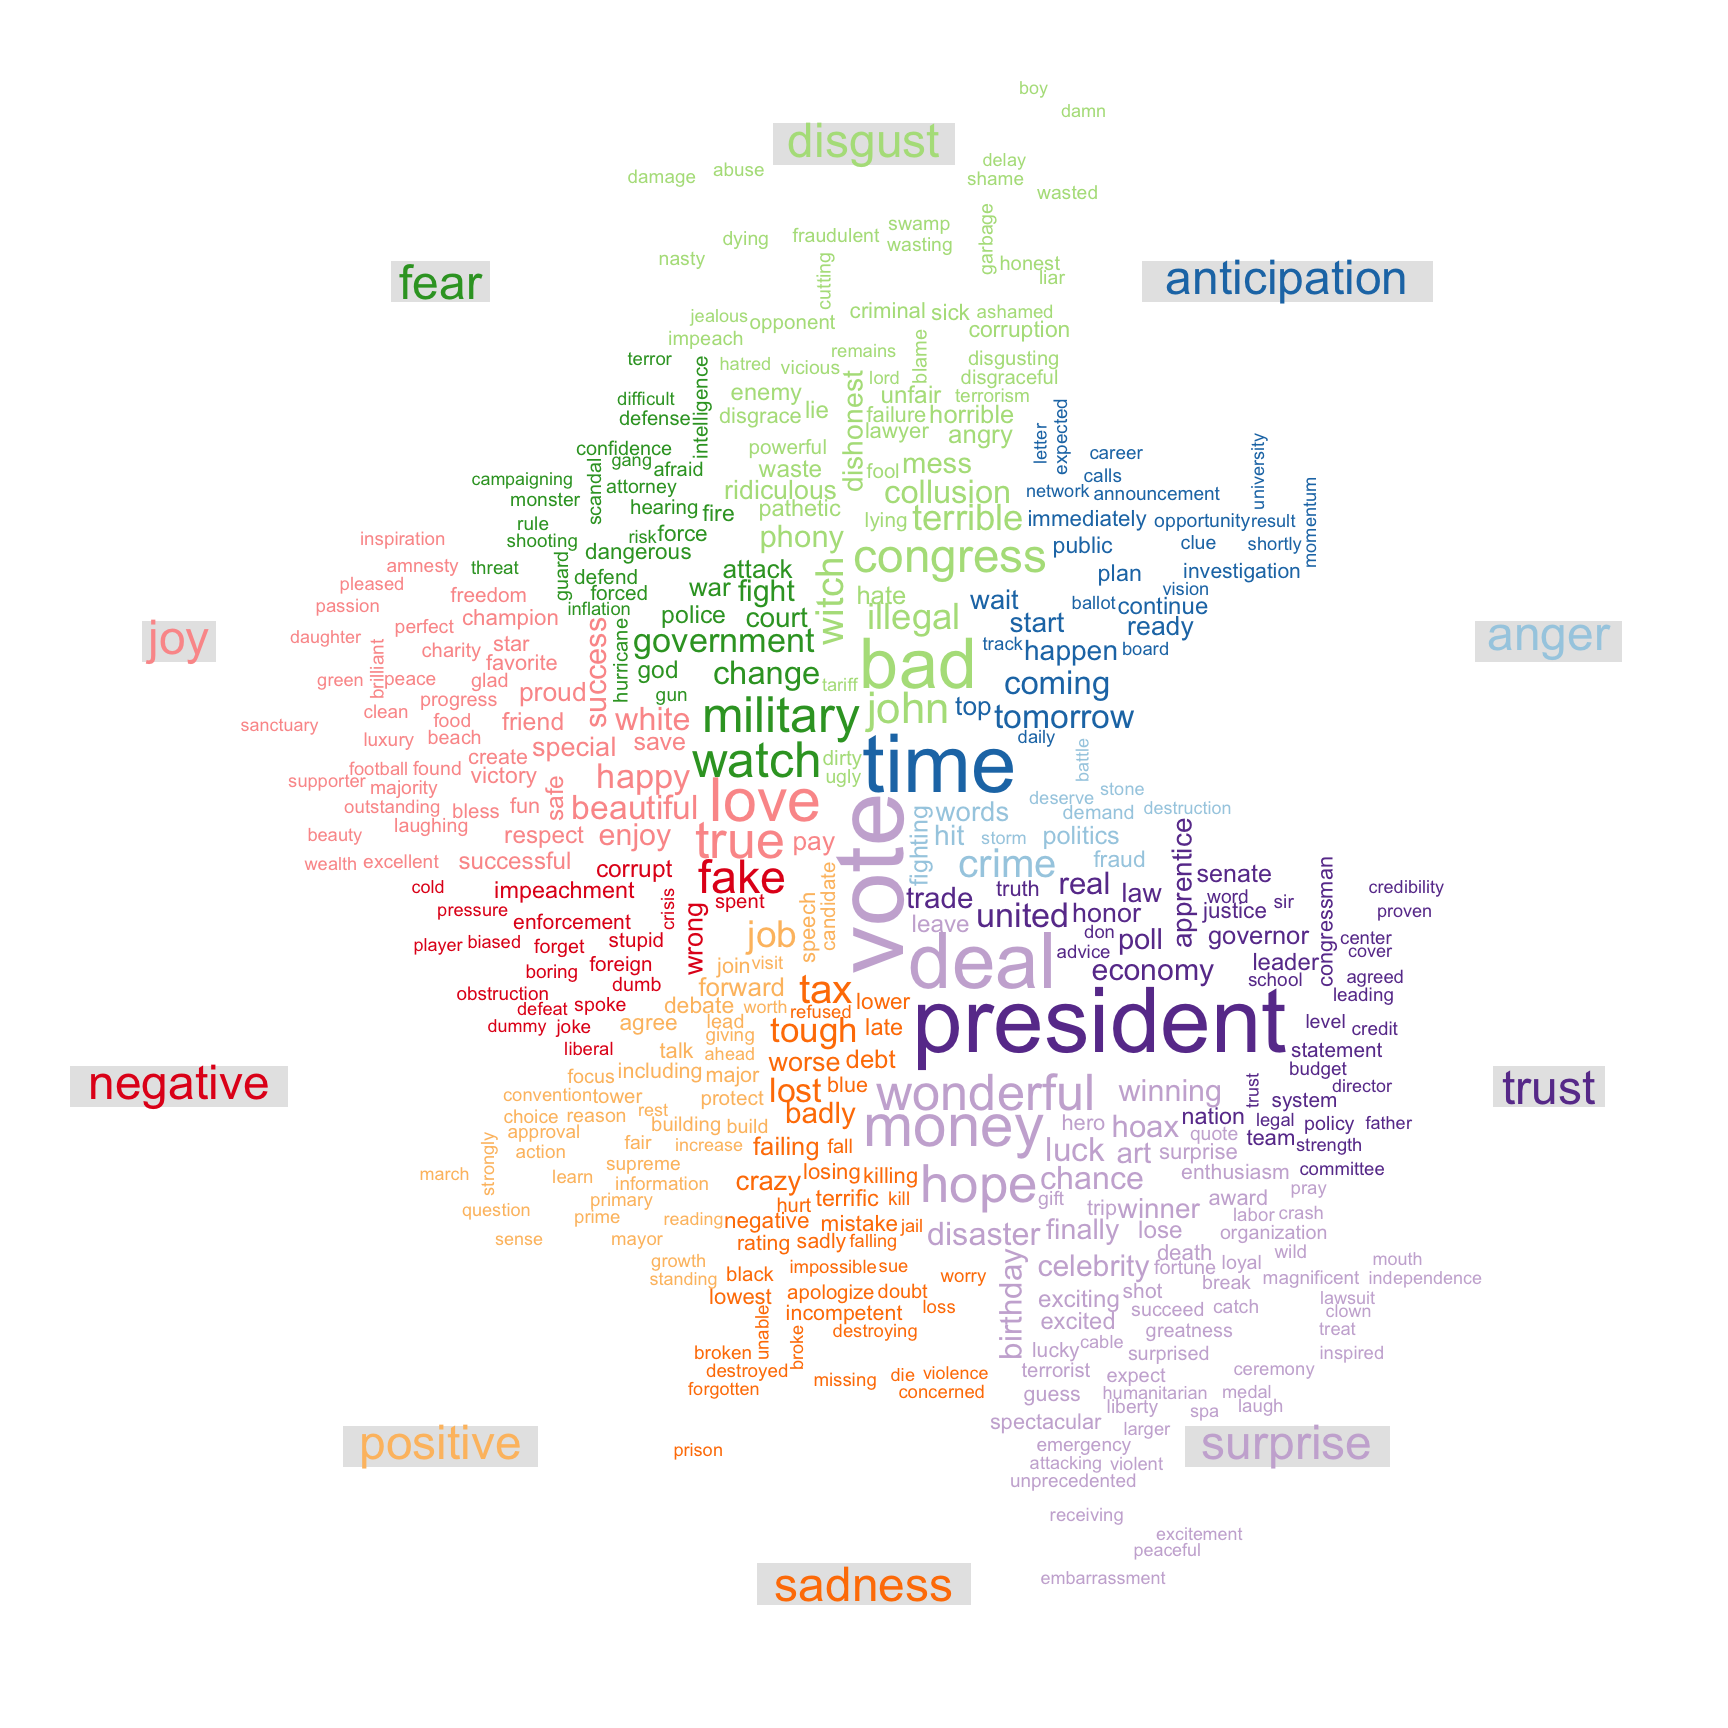 boy
damn
disgust
delay
abuse
damage
shame
wasted
swamp
garbage
dying
fraudulent
wasting
nasty
honest
cutting
liar
fear
anticipation
criminal
sick
ashamed
jealous
opponent
corruption
impeach
blame
remains
terror
hatred
vicious
disgusting
intelligence
lord
disgraceful
difficult
enemy
dishonest
unfair
terrorism
defense
disgrace
lie
failure
horrible
expected
letter
lawyer
angry
confidence
powerful
career
university
gang
afraid
waste
fool
mess
calls
campaigning
scandal
attorney
ridiculous
collusion
network
announcement
monster
hearing
fire
pathetic
lying
terrible
immediately
opportunity
result
momentum
rule
shooting
risk
force
phony
public
clue
shortly
inspiration
dangerous
congress
amnesty
threat
guard
defend
attack
plan
investigation
pleased
freedom
forced
war
fight
witch
hate
vision
passion
inflation
wait
ballot
continue
champion
police
court
illegal
start
ready
perfect
daughter
star
success
government
bad
track
happen
board
joy
anger
charity
brilliant
favorite
hurricane
god
change
green
peace
glad
proud
gun
tariff
coming
progress
sanctuary
clean
food
friend
white
military
john
top
tomorrow
luxury
beach
special
save
daily
create
watch
dirty
time
battle
football
found
victory
happy
ugly
supporter
majority
safe
love
deserve
stone
outstanding
bless
fun
beautiful
vote
words
demand
destruction
beauty
laughing
respect
enjoy
true
pay
fighting
hit
storm
politics
apprentice
wealth
excellent
successful
crime
fraud
corrupt
fake
candidate
real
senate
congressman
cold
impeachment
crisis
spent
trade
truth
law
word
credibility
pressure
speech
united
honor
justice
sir
proven
enforcement
wrong
leave
don
player
biased
forget
stupid
job
poll
governor
center
advice
cover
boring
foreign
join
visit
deal
economy
leader
school
agreed
obstruction
dumb
forward
tax
leading
defeat
spoke
debate
worth
refused
lower
president
dummy
joke
agree
lead
giving
tough
late
level
credit
liberal
talk
ahead
worse
debt
statement
focus
including
major
budget
negative
trust
convention
tower
protect
lost
blue
wonderful
winning
trust
director
system
choice
reason
rest
building
build
badly
money
hero
hoax
nation
legal
policy
father
approval
quote
team
strength
action
fair
increase
failing
fall
luck
art
surprise
strongly
supreme
march
learn
information
crazy
losing
killing
hope
chance
enthusiasm
committee
primary
hurt
terrific
kill
gift
trip
winner
award
pray
question
prime
reading
negative
mistake
jail
labor
crash
sense
mayor
rating
sadly
falling
disaster
finally
lose
organization
growth
death
wild
standing
black
impossible
sue
worry
birthday
celebrity
fortune
loyal
mouth
break
magnificent
independence
lowest
apologize
doubt
exciting
shot
lawsuit
unable
incompetent
loss
excited
succeed
catch
clown
broke
destroying
greatness
treat
broken
lucky
cable
surprised
inspired
destroyed
missing
die
violence
terrorist
expect
ceremony
forgotten
concerned
guess
humanitarian
medal
liberty
spa
laugh
positive
surprise
spectacular
larger
prison
emergency
attacking
violent
unprecedented
receiving
excitement
peaceful
sadness
embarrassment